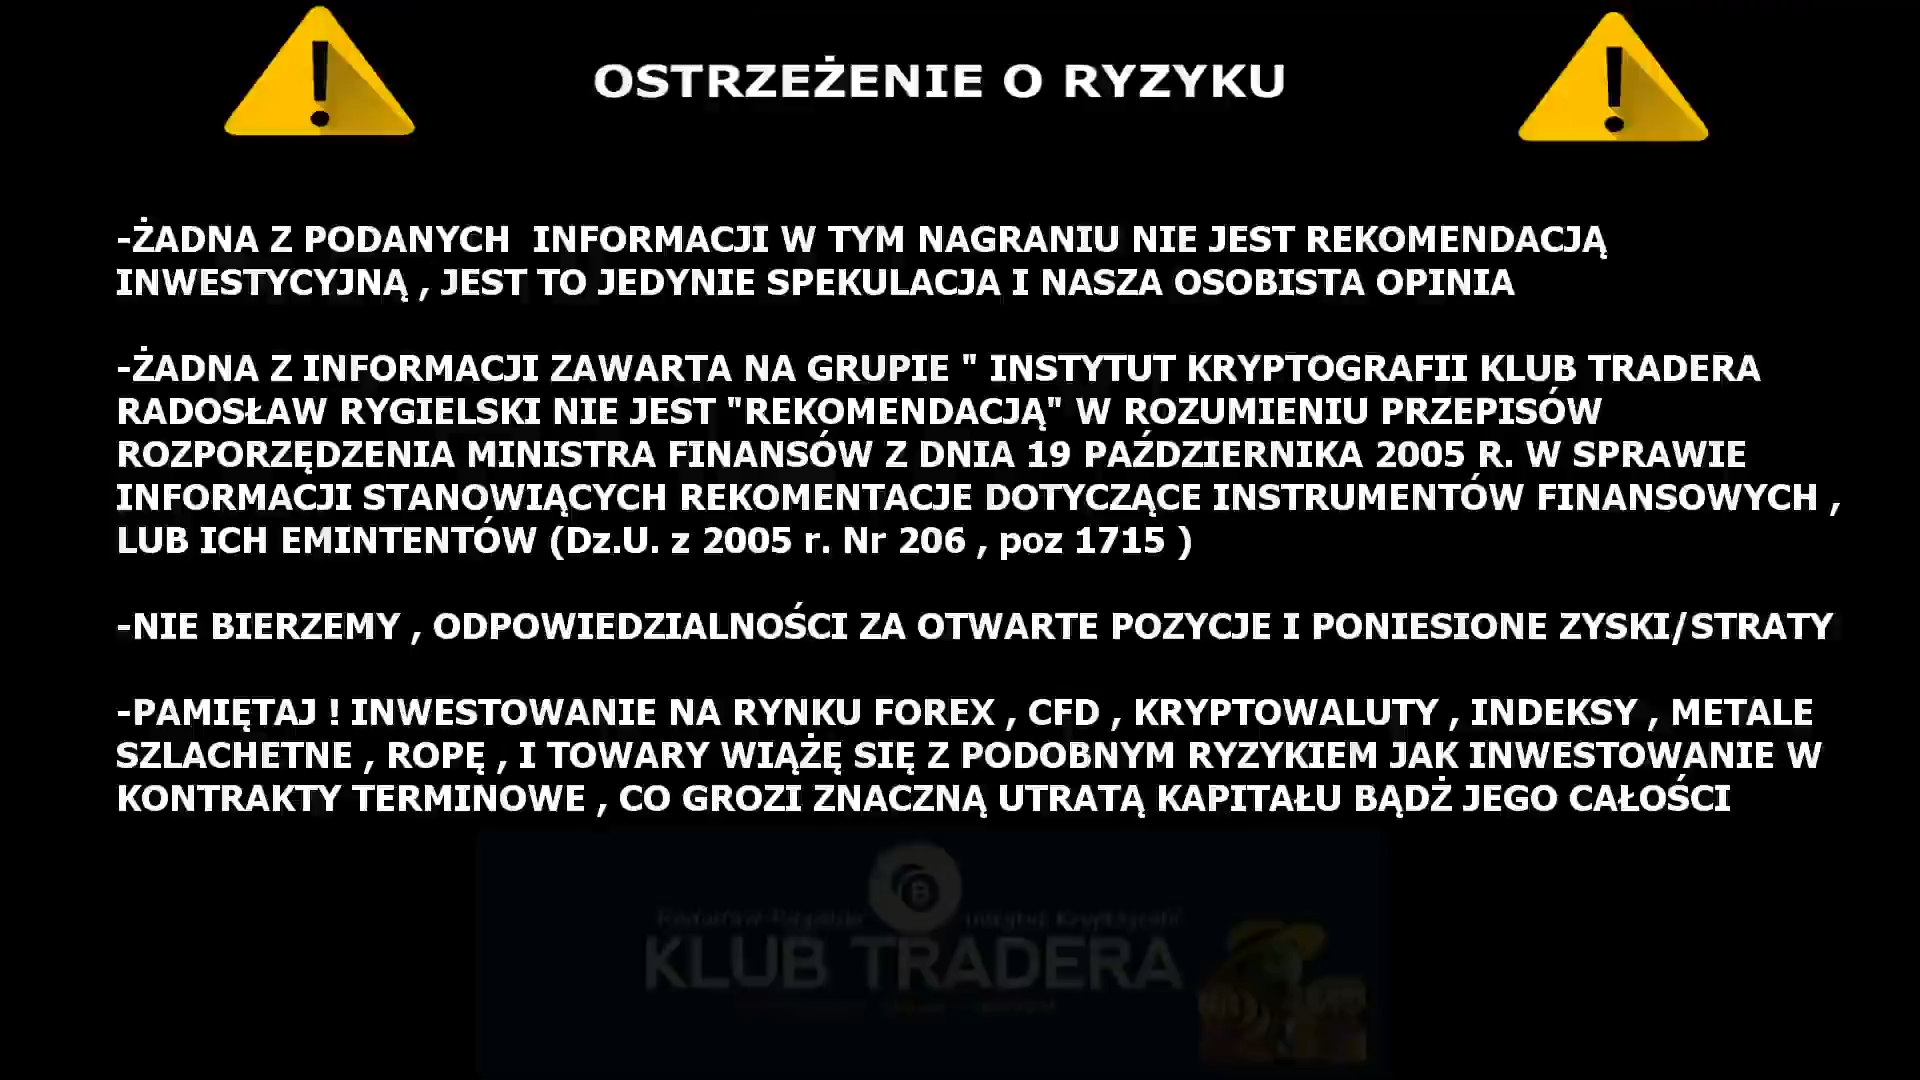 OSTRZEŻENIE O RYZYKU
-ŻADNA Z PODANYCH INFORMACJI W TYM NAGRANIU NIE JEST REKOMENDACJĄ
INWESTYCYJNĄ , JEST TO JEDYNIE SPEKULACJA I NASZA OSOBISTA OPINIA
-ŻADNA Z INFORMACJI ZAWARTA NA GRUPIE " INSTYTUT KRYPTOGRAFII KLUB TRADERA
RADOSŁAW RYGIELSKI NIE JEST "REKOMENDACJĄ" W ROZUMIENIU PRZEPISÓW
ROZPORZĘDZENIA MINISTRA FINANSÓW Z DNIA 19 PAŹDZIERNIKA 2005 R. W SPRAWIE
INFORMACJI STANOWIĄCYCH REKOMENTACJE DOTYCZĄCE INSTRUMENTÓW FINANSOWYCH ,
LUB ICH EMINTENTÓW (Dz.U. z 2005 r. Nr 206 , poz 1715 )
-NIE BIERZEMY , ODPOWIEDZIALNOŚCI ZA OTWARTE POZYCJE I PONIESIONE ZYSKI/STRATY
-PAMIĘTAJ ! INWESTOWANIE NA RYNKU FOREX , CFD , KRYPTOWALUTY , INDEKSY , METALE
SZLACHETNE , ROPĘ , I TOWARY WIĄŻĘ SIĘ Z PODOBNYM RYZYKIEM JAK INWESTOWANIE W
KONTRAKTY TERMINOWE , CO GROZI ZNACZNĄ UTRATĄ KAPITAŁU BĄDŻ JEGO CAŁOŚCI
KLUB TRADERA